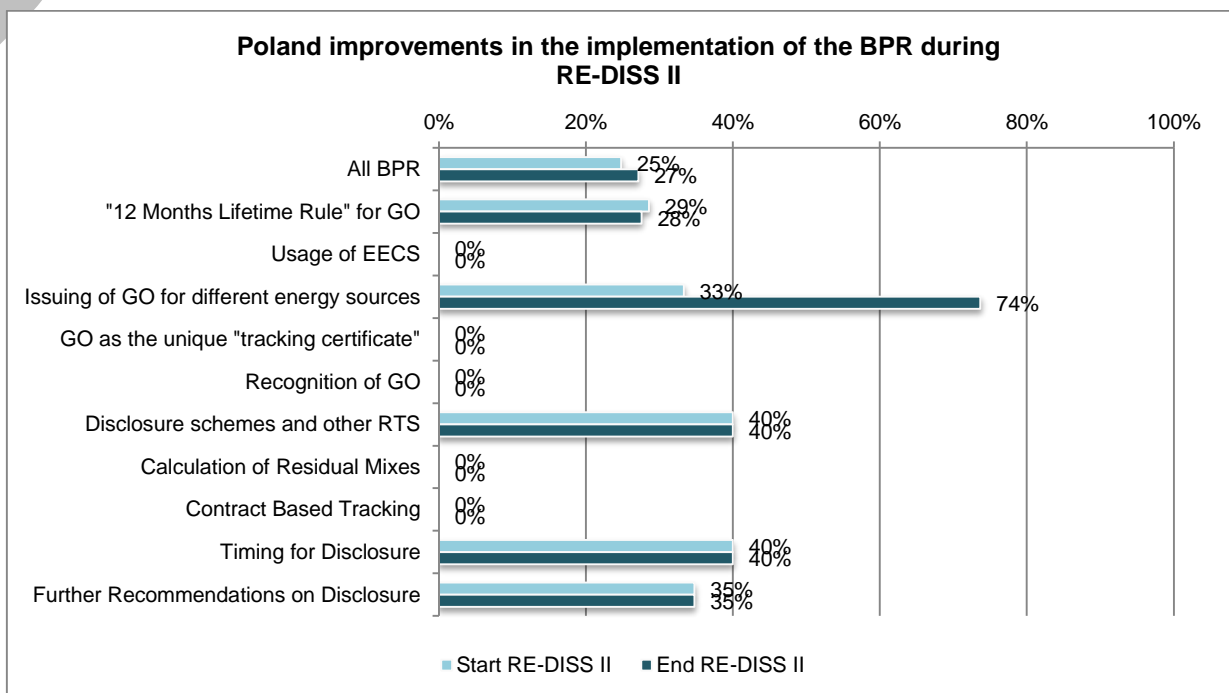 Poland improvements in the implementation of the BPR during
RE-DISS II
0% 20% 40% 60% 80% 100%
All BPR 25%
27%
"12 Months Lifetime Rule" for GO 29%
28%
Usage of EECS 0%
0%
Issuing of GO for different energy sources 33%
74%
GO as the unique "tracking certificate" 0%
0%
Recognition of GO 0%
0%
Disclosure schemes and other RTS 40%
40%
Calculation of Residual Mixes 0%
0%
Contract Based Tracking 0%
0%
Timing for Disclosure 40%
40%
Further Recommendations on Disclosure 35%
35%
Start RE-DISS II End RE-DISS II